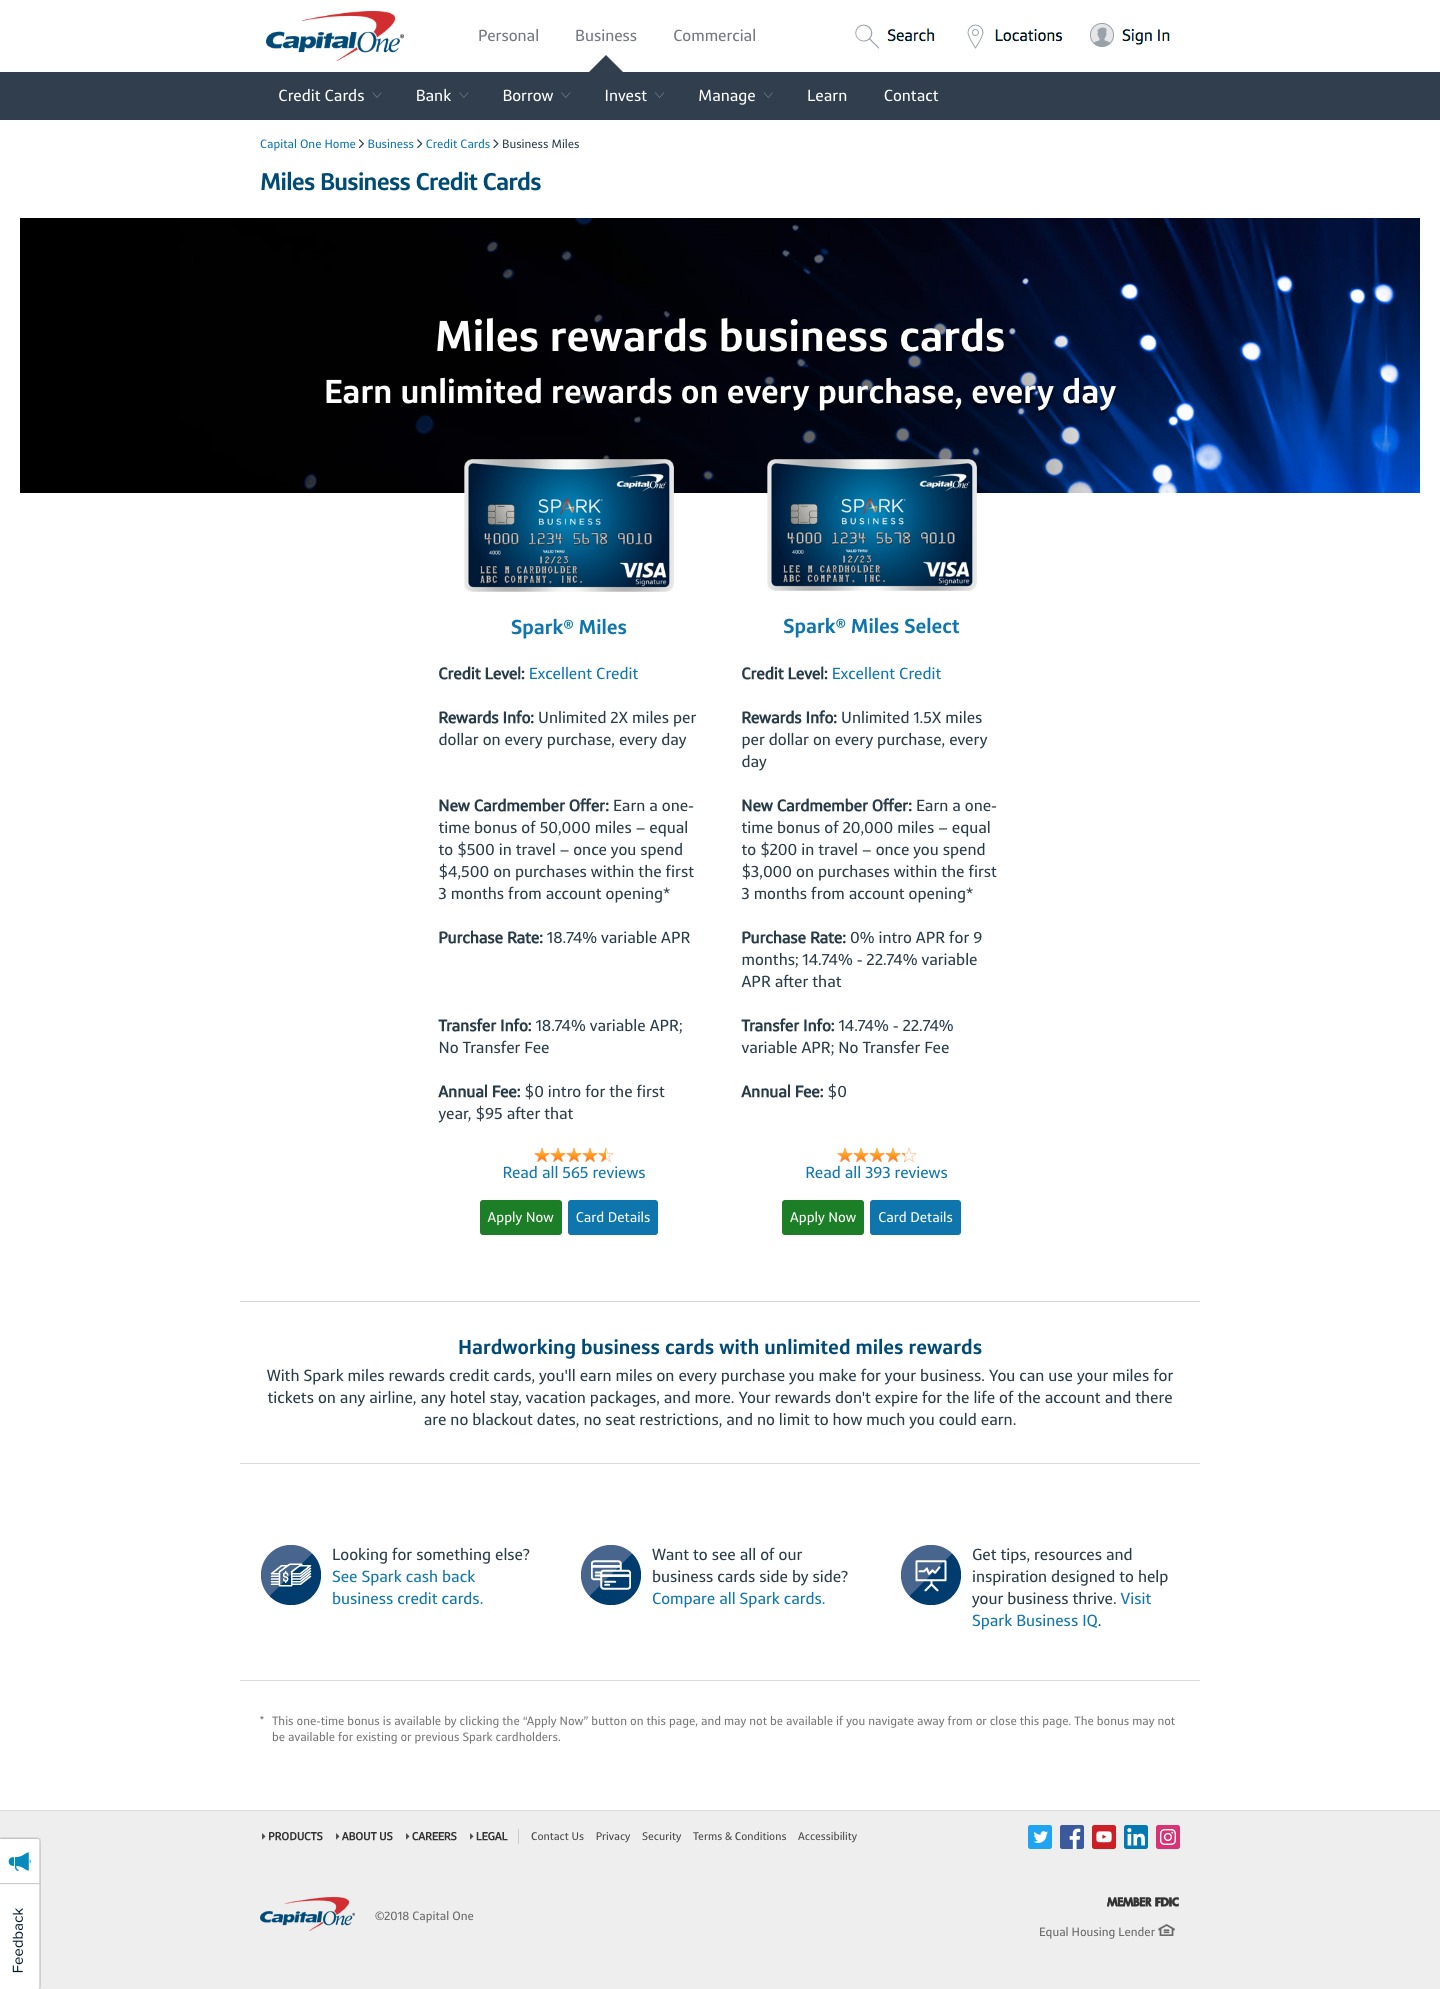 CapitalOne®
Personal Business Commercial
Search Locations Sign In
Credit Cards Bank Borrow Invest Manage Learn Contact
Capital One Home > Business > Credit Cards > Business Miles
Miles Business Credit Cards
Miles rewards business cards
Earn unlimited rewards on every purchase, every day
CapitalOne
SPARK
BUSINESS
4000 1234 5678 9010
4000 VALID THRU
12/23
LEE M CARDHOLDER
ABC COMPANY, INC.
VISA
Signature
CapitalOne
SPARK
BUSINESS
4000 1234 5678 9010
4000 VALID THRU
12/23
LEE M CARDHOLDER
ABC COMPANY, INC.
VISA
Signature
Spark® Miles
Credit Level: Excellent Credit
Rewards Info: Unlimited 2X miles per
dollar on every purchase, every day
New Cardmember Offer: Earn a one-
time bonus of 50,000 miles – equal
to $500 in travel – once you spend
$4,500 on purchases within the first
3 months from account opening*
Purchase Rate: 18.74% variable APR
Transfer Info: 18.74% variable APR;
No Transfer Fee
Annual Fee: $0 intro for the first
year, $95 after that
Read all 565 reviews
Apply Now Card Details
Spark® Miles Select
Credit Level: Excellent Credit
Rewards Info: Unlimited 1.5X miles
per dollar on every purchase, every
day
New Cardmember Offer: Earn a one-
time bonus of 20,000 miles – equal
to $200 in travel – once you spend
$3,000 on purchases within the first
3 months from account opening*
Purchase Rate: 0% intro APR for 9
months; 14.74% - 22.74% variable
APR after that
Transfer Info: 14.74% - 22.74%
variable APR; No Transfer Fee
Annual Fee: $0
Read all 393 reviews
Apply Now Card Details
Hardworking business cards with unlimited miles rewards
With Spark miles rewards credit cards, you'll earn miles on every purchase you make for your business. You can use your miles for
tickets on any airline, any hotel stay, vacation packages, and more. Your rewards don't expire for the life of the account and there
are no blackout dates, no seat restrictions, and no limit to how much you could earn.
Looking for something else?
See Spark cash back
business credit cards.
Want to see all of our
business cards side by side?
Compare all Spark cards.
Get tips, resources and
inspiration designed to help
your business thrive. Visit
Spark Business IQ.
* This one-time bonus is available by clicking the “Apply Now” button on this page, and may not be available if you navigate away from or close this page. The bonus may not
be available for existing or previous Spark cardholders.
PRODUCTS ABOUT US CAREERS LEGAL Contact Us Privacy Security Terms & Conditions Accessibility
CapitalOne® ©2018 Capital One
MEMBER FDIC
Equal Housing Lender
Feedback